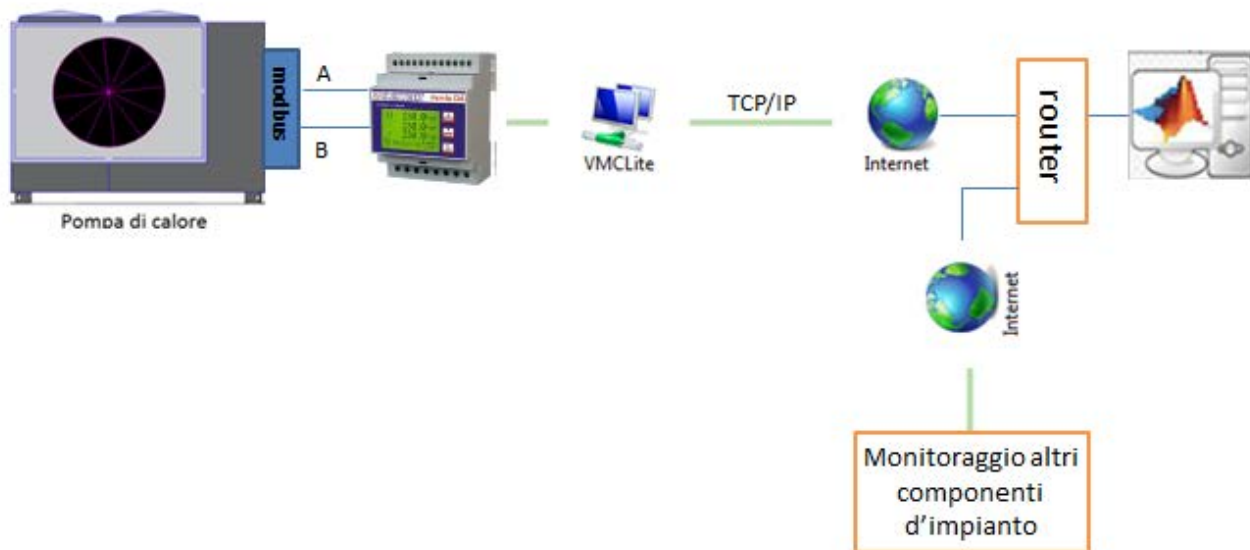 modbus
A
B
Pompa di calore
VMCLite
TCP/IP
Internet
router
Internet
Monitoraggio altri
componenti
d'impianto